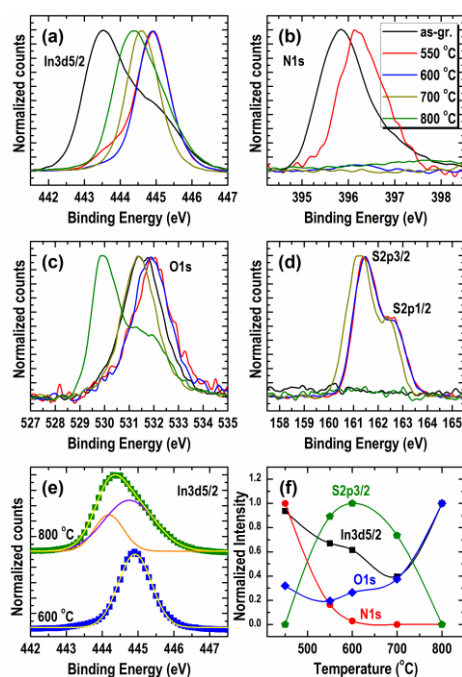 (a)
In3d5/2
Normalized counts
442 443 444 445 446 447
Binding Energy (eV)
(b)
N1s
as-gr.
550 °C
600 °C
700 °C
800 °C
Normalized counts
395 396 397 398
Binding Energy (eV)
(c)
O1s
Normalized counts
527 528 529 530 531 532 533 534 535
Binding Energy (eV)
(d)
S2p3/2
S2p1/2
Normalized counts
158 159 160 161 162 163 164 165
Binding Energy (eV)
(e)
In3d5/2
800 °C
600 °C
Normalized counts
442 443 444 445 446 447
Binding Energy (eV)
(f)
S2p3/2
In3d5/2
O1s
N1s
Normalized Intensity
1.0
0.8
0.6
0.4
0.2
0.0
500 600 700 800
Temperature (°C)